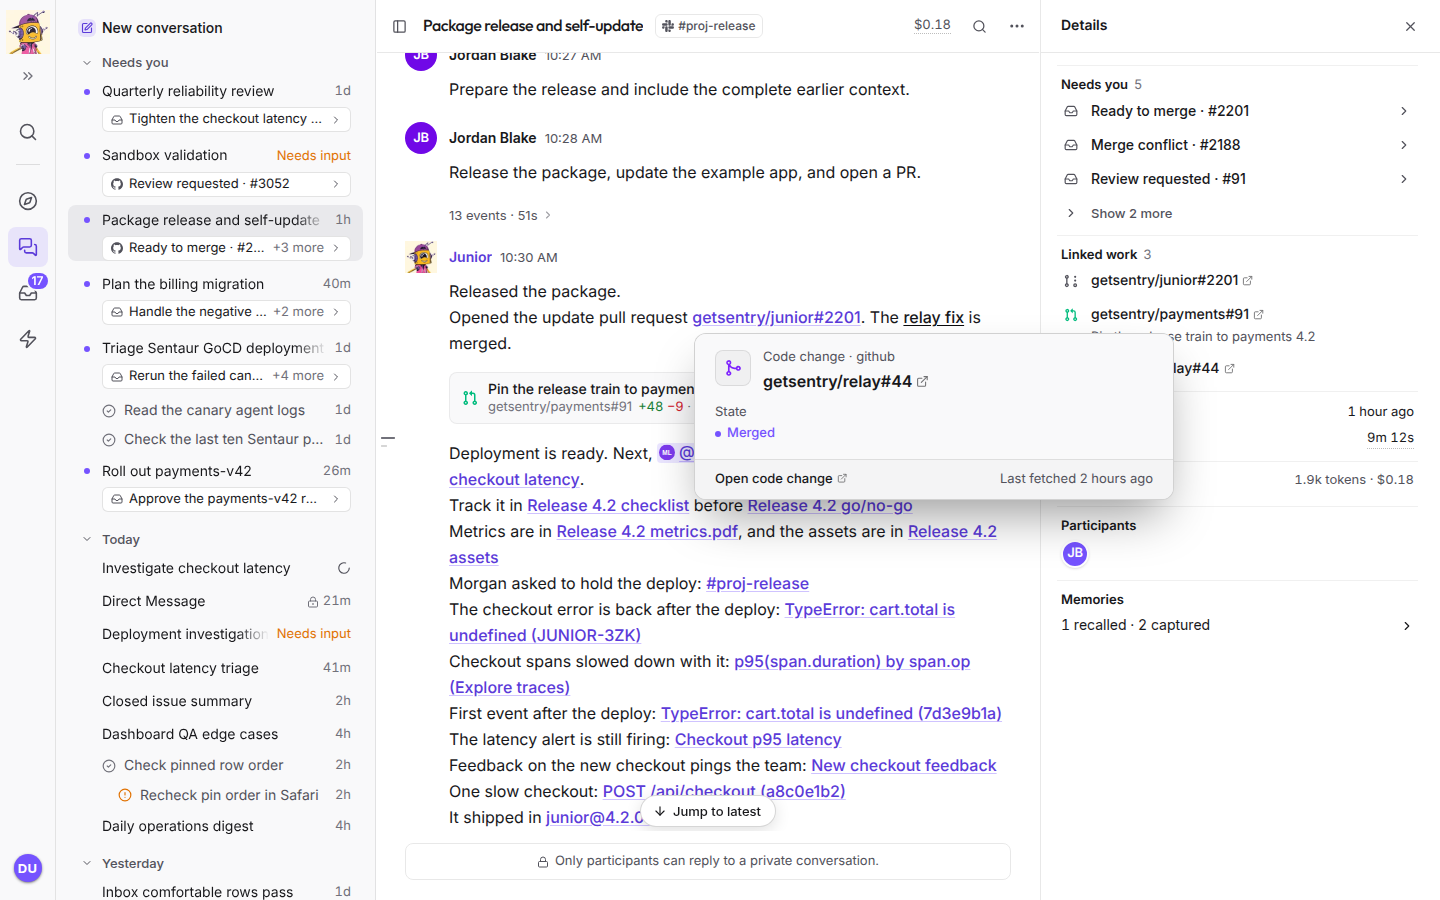 New conversation
Needs you
Quarterly reliability review 1d
Tighten the checkout latency ...
Sandbox validation Needs input
Review requested · #3052
Package release and self-update 1h
Ready to merge · #2... +3 more
Plan the billing migration 40m
Handle the negative ... +2 more
Triage Sentaur GoCD deployment 1d
Rerun the failed can... +4 more
Read the canary agent logs 1d
Check the last ten Sentaur p... 1d
Roll out payments-v42 26m
Approve the payments-v42 r...
Today
Investigate checkout latency
Direct Message 21m
Deployment investigation Needs input
Checkout latency triage 41m
Closed issue summary 2h
Dashboard QA edge cases 4h
Check pinned row order 2h
Recheck pin order in Safari 2h
Daily operations digest 4h
Yesterday
Inbox comfortable rows pass 1d
17
DU
Package release and self-update #proj-release $0.18
JB Jordan Blake 10:27 AM
Prepare the release and include the complete earlier context.
JB Jordan Blake 10:28 AM
Release the package, update the example app, and open a PR.
13 events · 51s
Junior 10:30 AM
Released the package.
Opened the update pull request getsentry/junior#2201. The relay fix is
merged.
Pin the release train to paymen
getsentry/payments#91 +48 −9 ·
Deployment is ready. Next, ML @
checkout latency.
Track it in Release 4.2 checklist before Release 4.2 go/no-go
Metrics are in Release 4.2 metrics.pdf, and the assets are in Release 4.2
assets
Morgan asked to hold the deploy: #proj-release
The checkout error is back after the deploy: TypeError: cart.total is
undefined (JUNIOR-3ZK)
Checkout spans slowed down with it: p95(span.duration) by span.op
(Explore traces)
First event after the deploy: TypeError: cart.total is undefined (7d3e9b1a)
The latency alert is still firing: Checkout p95 latency
Feedback on the new checkout pings the team: New checkout feedback
One slow checkout: POST /api/checkout (a8c0e1b2)
It shipped in junior@4.2.0
Jump to latest
Only participants can reply to a private conversation.
Code change · github
getsentry/relay#44
State
Merged
Open code change Last fetched 2 hours ago
Details
Needs you 5
Ready to merge · #2201
Merge conflict · #2188
Review requested · #91
Show 2 more
Linked work 3
getsentry/junior#2201
getsentry/payments#91
se train to payments 4.2
lay#44
1 hour ago
9m 12s
1.9k tokens · $0.18
Participants
JB
Memories
1 recalled · 2 captured